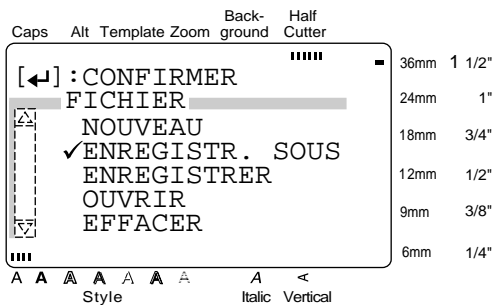 Back- Half
Caps Alt Template Zoom ground Cutter
[↵]:CONFIRMER
FICHIER
NOUVEAU
✓ENREGISTR. SOUS
ENREGISTRER
OUVRIR
EFFACER
36mm 1 1/2"
24mm 1"
18mm 3/4"
12mm 1/2"
9mm 3/8"
6mm 1/4"
A A A A A A A A A
Style Italic Vertical